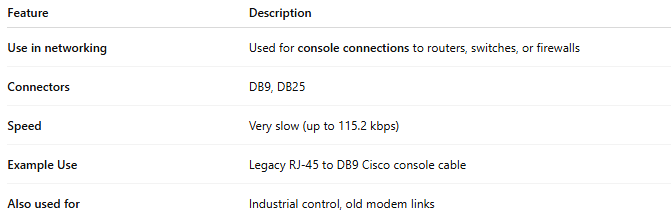 Feature Description
Use in networking Used for console connections to routers, switches, or firewalls
Connectors DB9, DB25
Speed Very slow (up to 115.2 kbps)
Example Use Legacy RJ-45 to DB9 Cisco console cable
Also used for Industrial control, old modem links